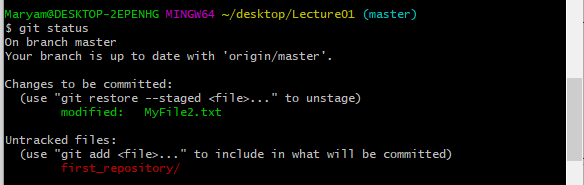 Maryam@DESKTOP-2EPENHG MINGW64 ~/desktop/Lecture01 (master)
$ git status
On branch master
Your branch is up to date with 'origin/master'.

Changes to be committed:
  (use "git restore --staged <file>..." to unstage)
        modified:   MyFile2.txt

Untracked files:
  (use "git add <file>..." to include in what will be committed)
        first_repository/